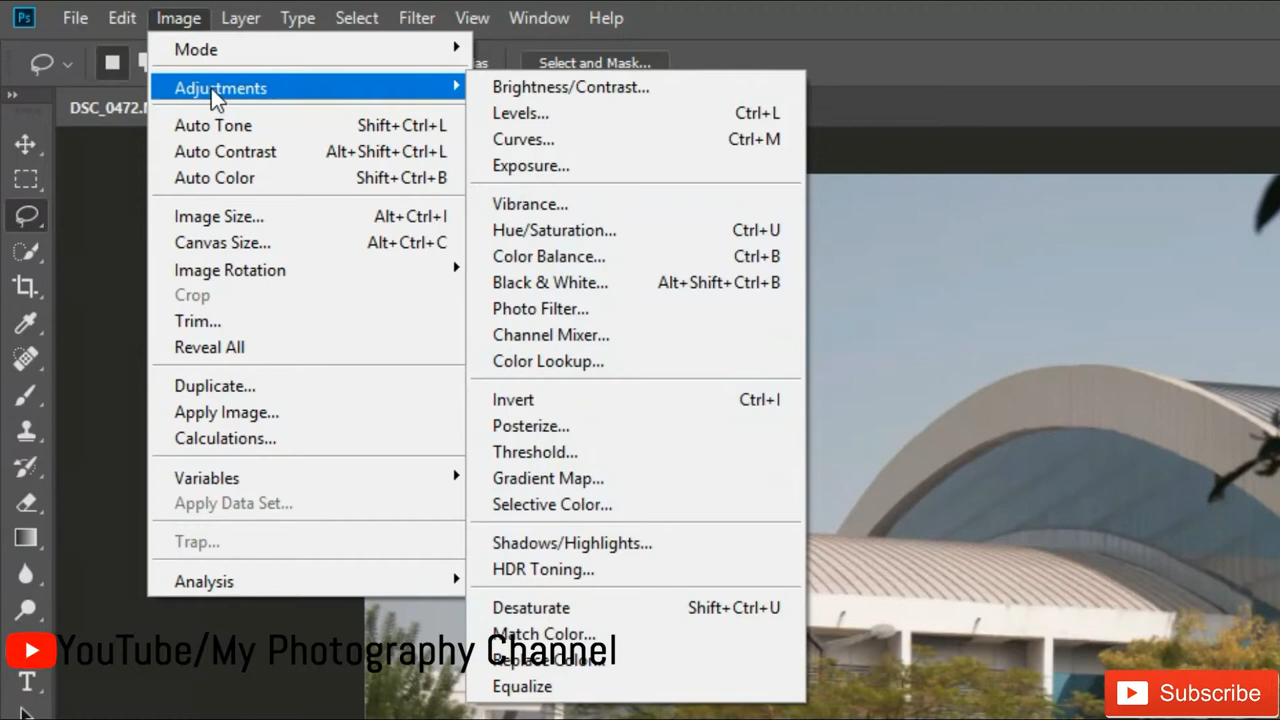 Ps File Edit Image Layer Type Select Filter View Window Help
Select and Mask...
DSC_0472.
Mode
Adjustments
Auto Tone Shift+Ctrl+L
Auto Contrast Alt+Shift+Ctrl+L
Auto Color Shift+Ctrl+B
Image Size... Alt+Ctrl+I
Canvas Size... Alt+Ctrl+C
Image Rotation
Crop
Trim...
Reveal All
Duplicate...
Apply Image...
Calculations...
Variables
Apply Data Set...
Trap...
Analysis
Brightness/Contrast...
Levels... Ctrl+L
Curves... Ctrl+M
Exposure...
Vibrance...
Hue/Saturation... Ctrl+U
Color Balance... Ctrl+B
Black & White... Alt+Shift+Ctrl+B
Photo Filter...
Channel Mixer...
Color Lookup...
Invert Ctrl+I
Posterize...
Threshold...
Gradient Map...
Selective Color...
Shadows/Highlights...
HDR Toning...
Desaturate Shift+Ctrl+U
Match Color...
Replace Color...
Equalize
YouTube/My Photography Channel
Subscribe